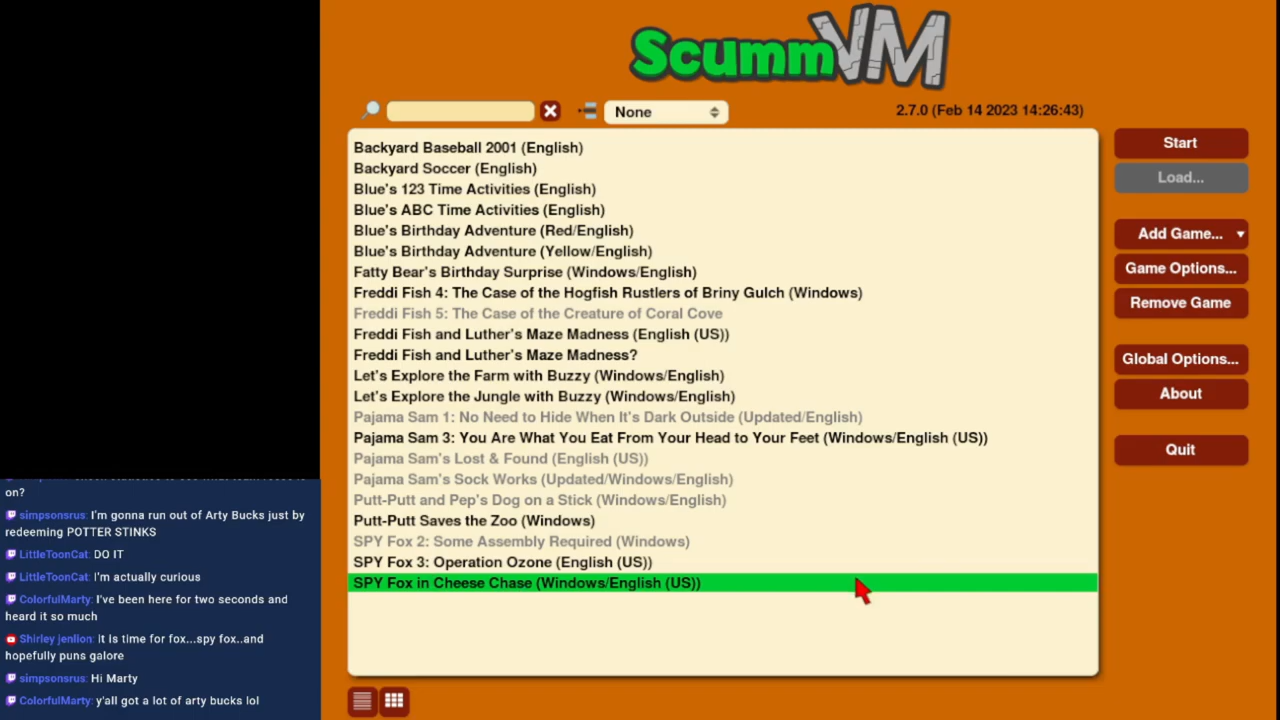 ScummVM
None
2.7.0 (Feb 14 2023 14:26:43)
Backyard Baseball 2001 (English)
Backyard Soccer (English)
Blue's 123 Time Activities (English)
Blue's ABC Time Activities (English)
Blue's Birthday Adventure (Red/English)
Blue's Birthday Adventure (Yellow/English)
Fatty Bear's Birthday Surprise (Windows/English)
Freddi Fish 4: The Case of the Hogfish Rustlers of Briny Gulch (Windows)
Freddi Fish 5: The Case of the Creature of Coral Cove
Freddi Fish and Luther's Maze Madness (English (US))
Freddi Fish and Luther's Maze Madness?
Let's Explore the Farm with Buzzy (Windows/English)
Let's Explore the Jungle with Buzzy (Windows/English)
Pajama Sam 1: No Need to Hide When It's Dark Outside (Updated/English)
Pajama Sam 3: You Are What You Eat From Your Head to Your Feet (Windows/English (US))
Pajama Sam's Lost & Found (English (US))
Pajama Sam's Sock Works (Updated/Windows/English)
Putt-Putt and Pep's Dog on a Stick (Windows/English)
Putt-Putt Saves the Zoo (Windows)
SPY Fox 2: Some Assembly Required (Windows)
SPY Fox 3: Operation Ozone (English (US))
SPY Fox in Cheese Chase (Windows/English (US))
Start
Load...
Add Game...
Game Options...
Remove Game
Global Options...
About
Quit
on?
simpsonsrus: I'm gonna run out of Arty Bucks just by
redeeming POTTER STINKS
LittleToonCat: DO IT
LittleToonCat: I'm actually curious
ColorfulMarty: I've been here for two seconds and
heard it so much
Shirley jenlion: it Is time for fox...spy fox..and
hopefully puns galore
simpsonsrus: Hi Marty
ColorfulMarty: y'all got a lot of arty bucks lol